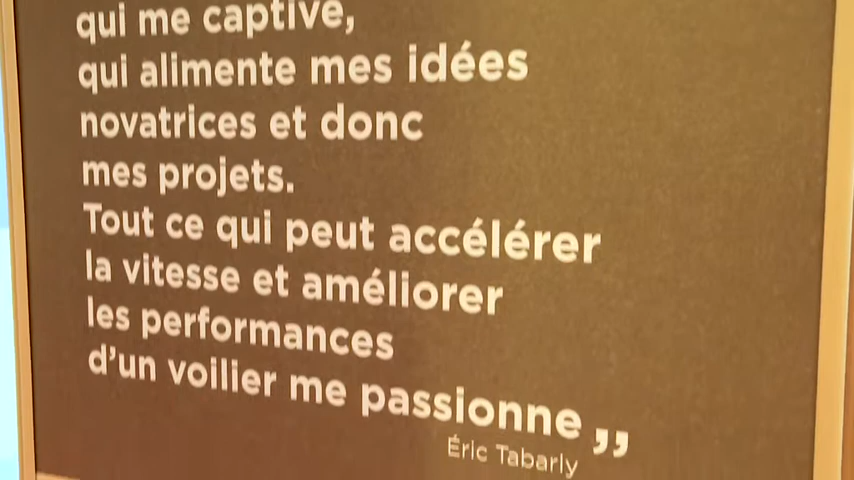 qui me captive,
qui alimente mes idées
novatrices et donc
mes projets.
Tout ce qui peut accélérer
la vitesse et améliorer
les performances
d’un voilier me passionne ”
Éric Tabarly